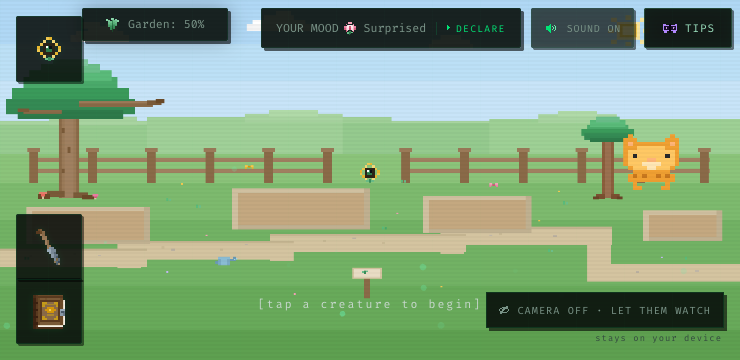 Garden: 50%
YOUR MOOD Surprised DECLARE
SOUND ON
TIPS
[tap a creature to begin]
CAMERA OFF · LET THEM WATCH
stays on your device